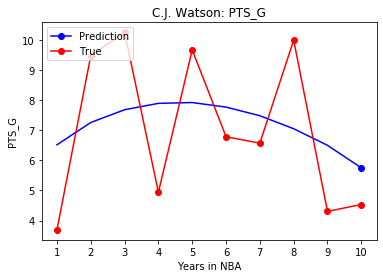 C.J. Watson: PTS_G
Prediction
True
10
9
8
7
6
5
4
PTS_G
1 2 3 4 5 6 7 8 9 10
Years in NBA